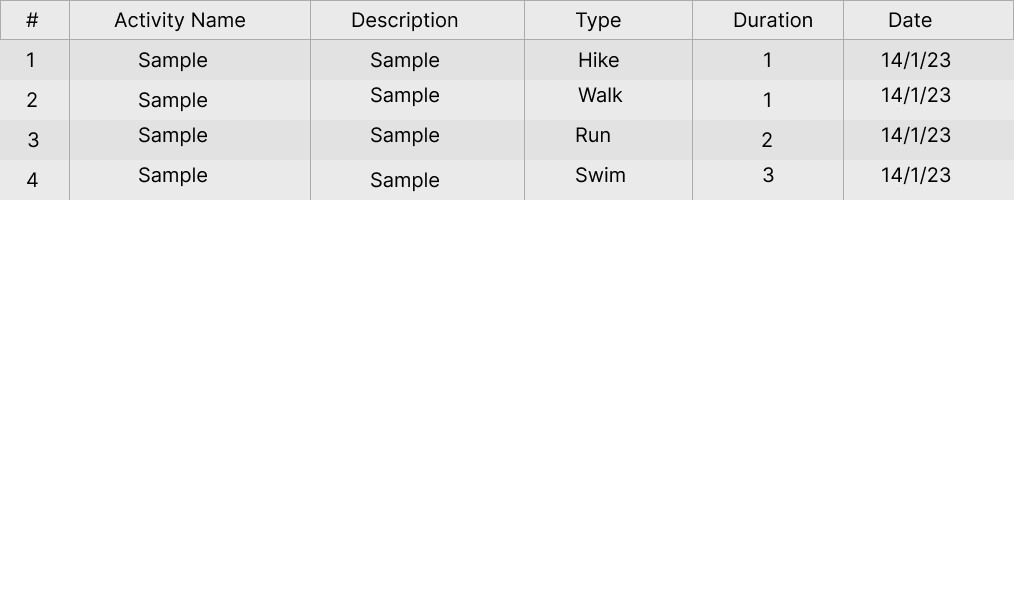 # Activity Name Description Type Duration Date
1 Sample Sample Hike 1 14/1/23
2 Sample Sample Walk 1 14/1/23
3 Sample Sample Run 2 14/1/23
4 Sample Sample Swim 3 14/1/23